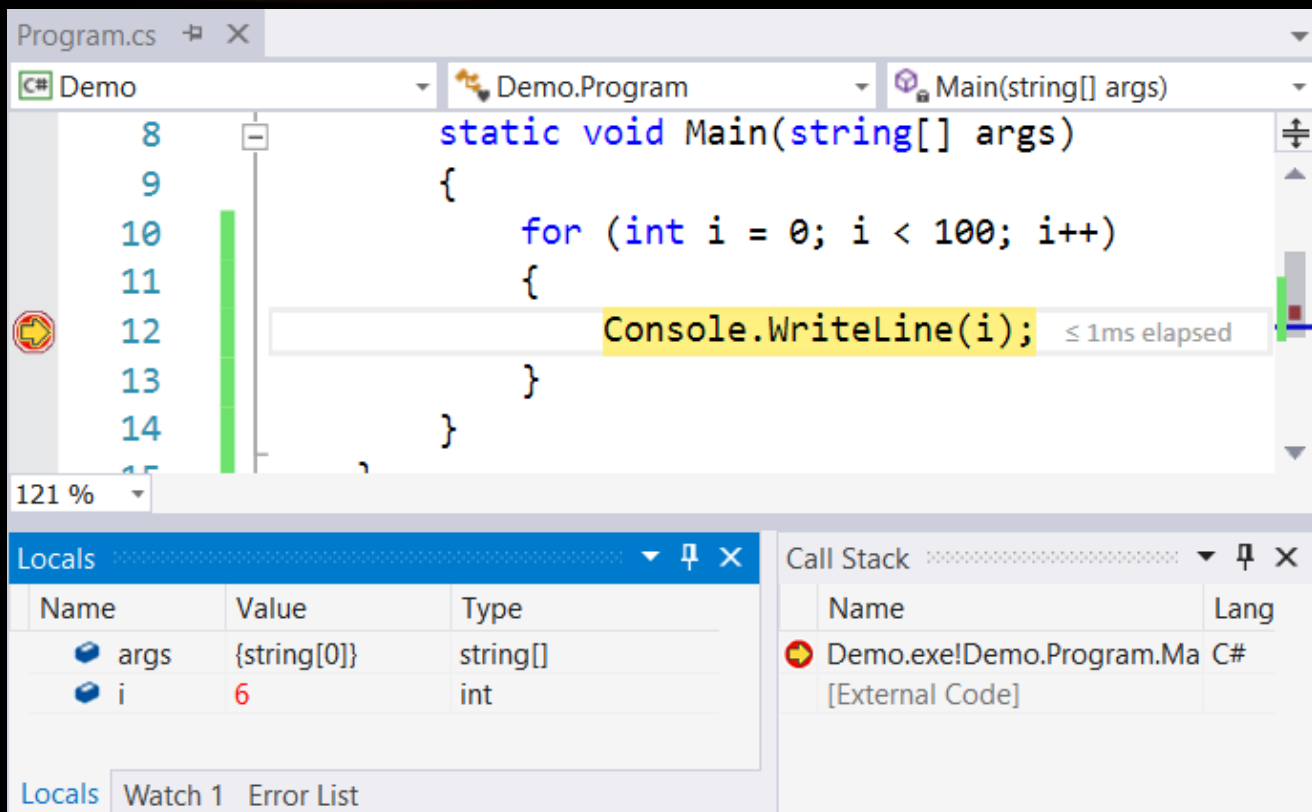 Program.cs
C# Demo Demo.Program Main(string[] args)
8 static void Main(string[] args)
9 {
10 for (int i = 0; i < 100; i++)
11 {
12 Console.WriteLine(i); ≤ 1ms elapsed
13 }
14 }
15 }
121 %
Locals
Name Value Type
args {string[0]} string[]
i 6 int
Locals Watch 1 Error List
Call Stack
Name Lang
Demo.exe!Demo.Program.Ma C#
[External Code]